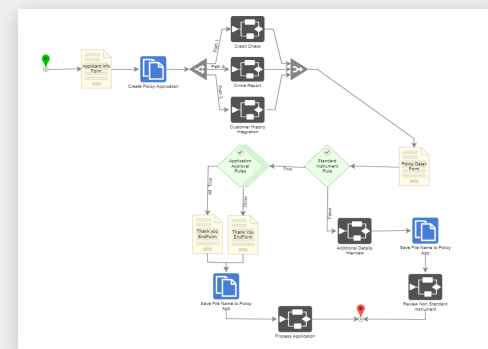 Path 1
Credit Check
Applicant Info
Form
Create Policy Application
Path 2
Crime Report
Path 3
Customer History
Integration
Application
Approval
Rules
True
Standard
Instrument
Rule
Policy Detail
Form
All True
Done
False
Thank you
EndForm
Thank You
EndForm
Additional Details
Interview
Save File Name to Policy
App
Save File Name to Policy
App
Review Non Standard
Instrument
Process Application